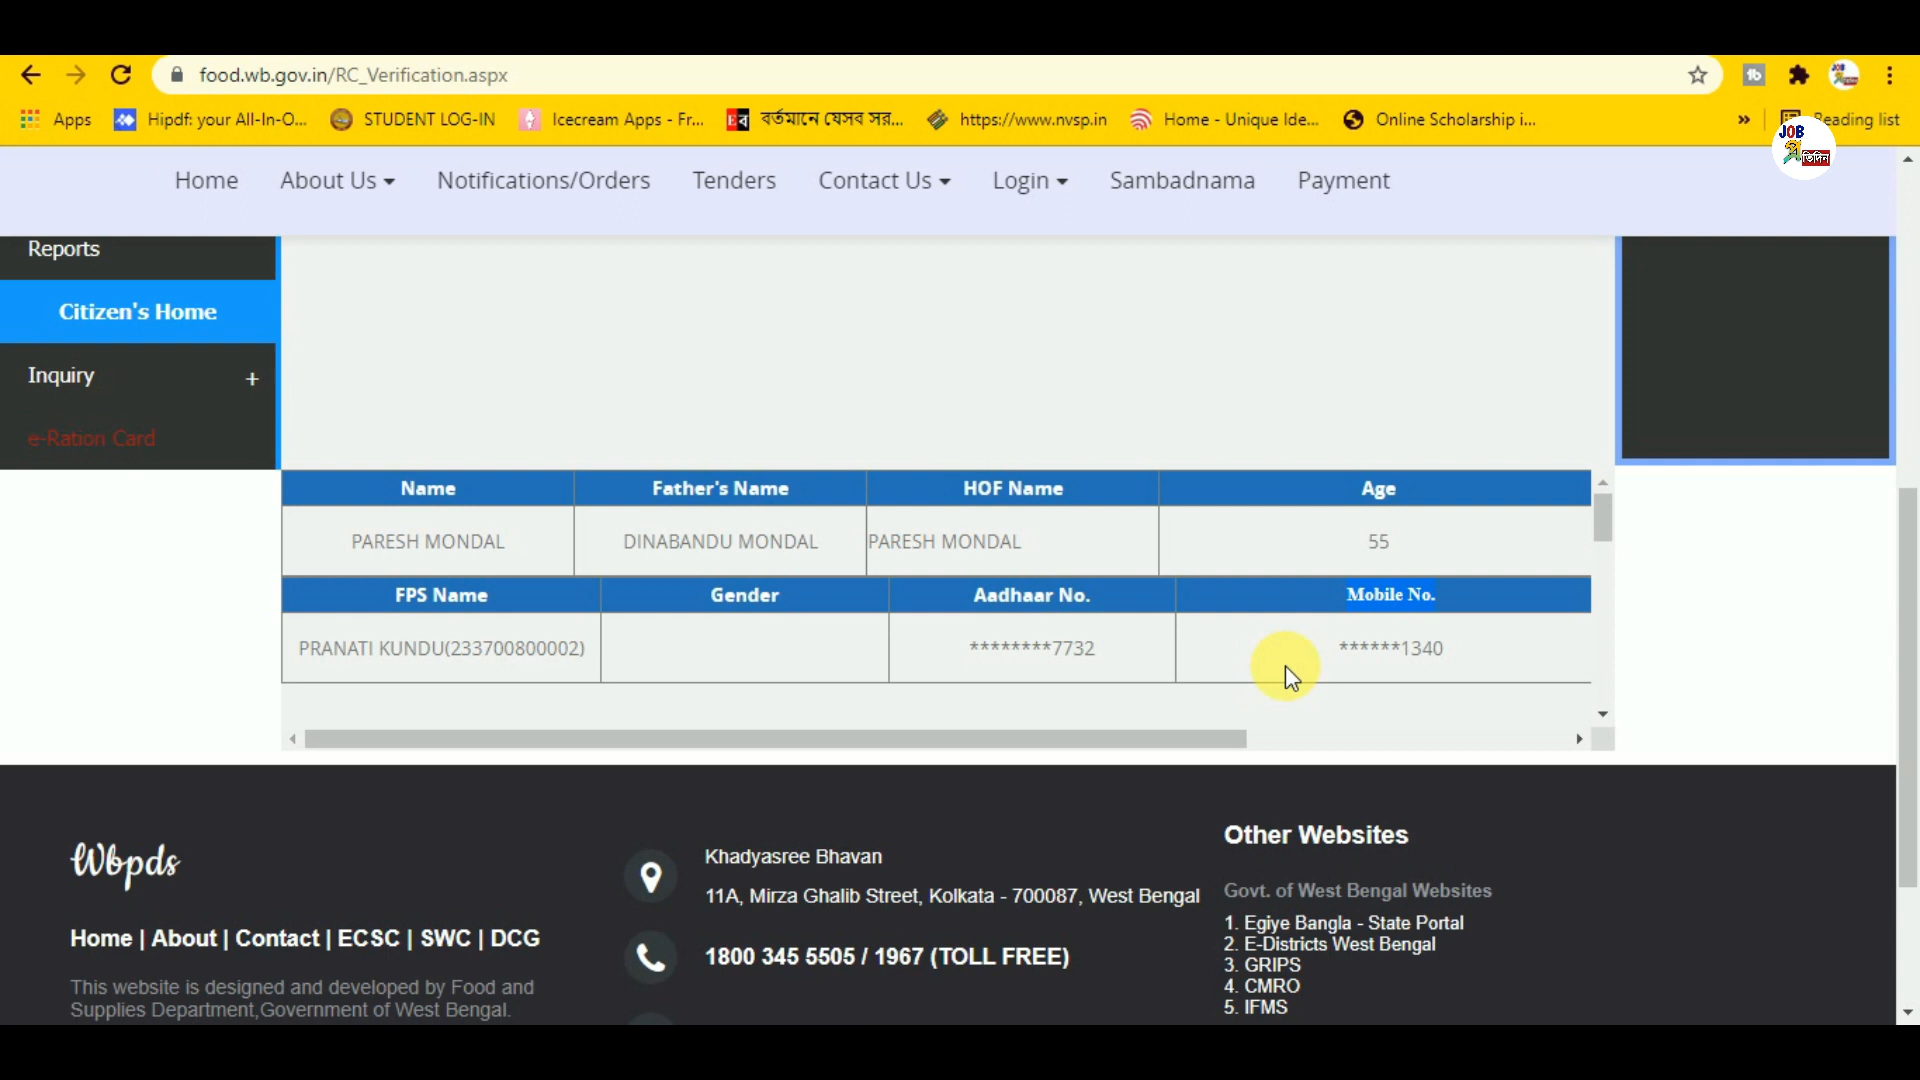 food.wb.gov.in/RC_Verification.aspx
Apps
Hipdf: your All-In-O...
STUDENT LOG-IN
Icecream Apps - Fr...
বর্তমানে যেসব সর...
https://www.nvsp.in
Home - Unique Ide...
Online Scholarship i...
»
Reading list
JOB
প্রতিদিন
Home
About Us
Notifications/Orders
Tenders
Contact Us
Login
Sambadnama
Payment
Reports
Citizen's Home
Inquiry +
e-Ration Card
Name Father's Name HOF Name Age
PARESH MONDAL DINABANDU MONDAL PARESH MONDAL 55
FPS Name Gender Aadhaar No. Mobile No.
PRANATI KUNDU(233700800002) ********7732 ******1340
Wbpds
Home | About | Contact | ECSC | SWC | DCG
This website is designed and developed by Food and
Supplies Department,Government of West Bengal.
Khadyasree Bhavan
11A, Mirza Ghalib Street, Kolkata - 700087, West Bengal
1800 345 5505 / 1967 (TOLL FREE)
Other Websites
Govt. of West Bengal Websites
1. Egiye Bangla - State Portal
2. E-Districts West Bengal
3. GRIPS
4. CMRO
5. IFMS